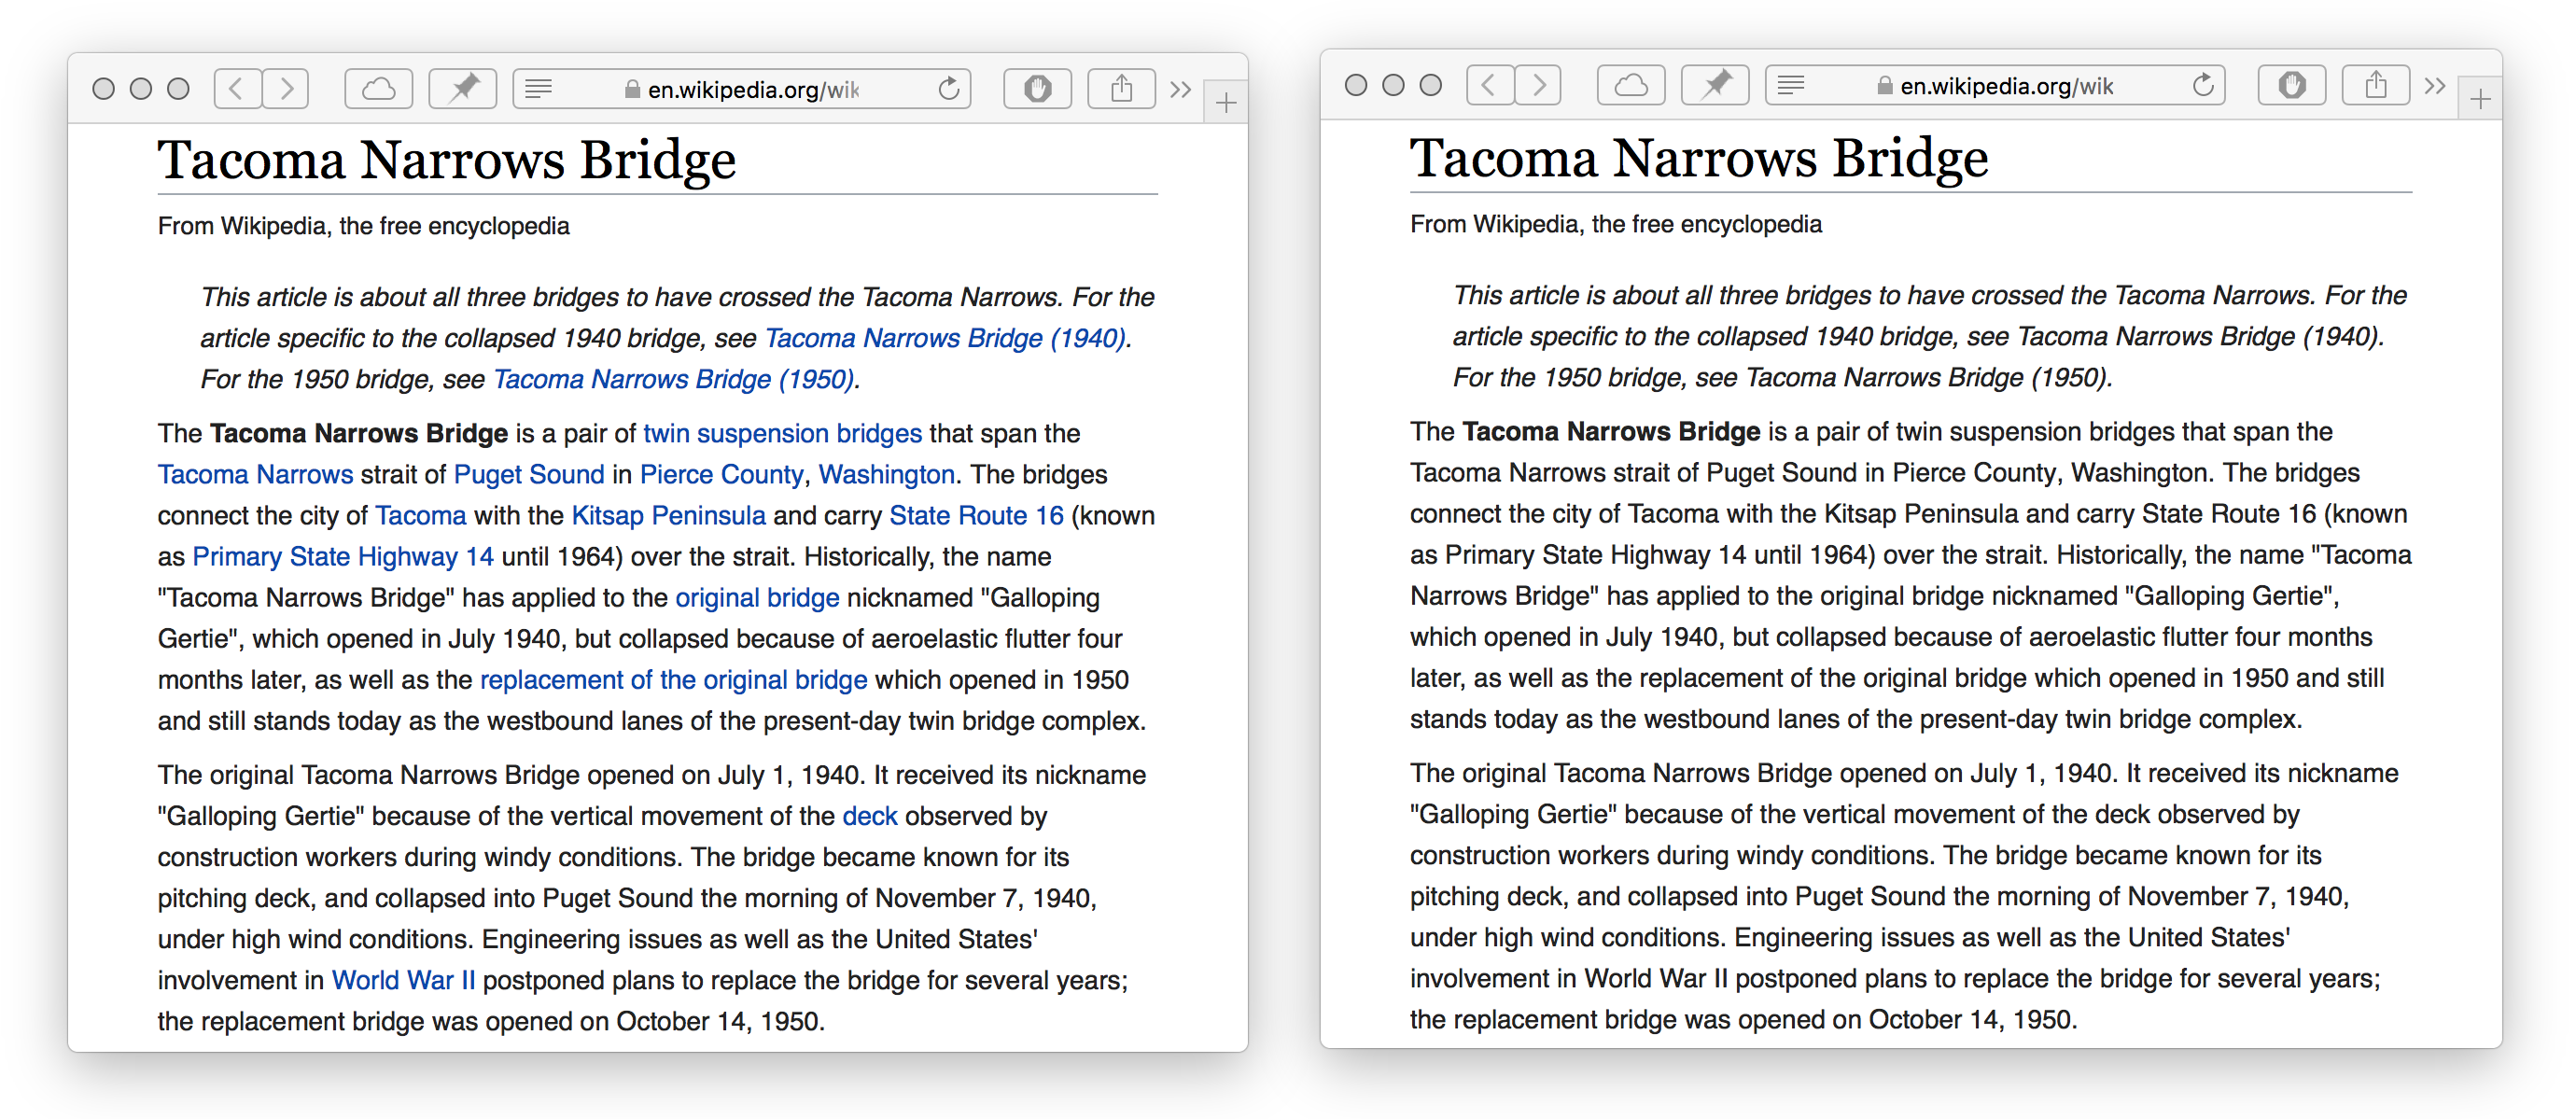 en.wikipedia.org/wik
Tacoma Narrows Bridge
From Wikipedia, the free encyclopedia
This article is about all three bridges to have crossed the Tacoma Narrows. For the
article specific to the collapsed 1940 bridge, see Tacoma Narrows Bridge (1940).
For the 1950 bridge, see Tacoma Narrows Bridge (1950).
The Tacoma Narrows Bridge is a pair of twin suspension bridges that span the
Tacoma Narrows strait of Puget Sound in Pierce County, Washington. The bridges
connect the city of Tacoma with the Kitsap Peninsula and carry State Route 16 (known
as Primary State Highway 14 until 1964) over the strait. Historically, the name
"Tacoma Narrows Bridge" has applied to the original bridge nicknamed "Galloping
Gertie", which opened in July 1940, but collapsed because of aeroelastic flutter four
months later, as well as the replacement of the original bridge which opened in 1950
and still stands today as the westbound lanes of the present-day twin bridge complex.
The original Tacoma Narrows Bridge opened on July 1, 1940. It received its nickname
"Galloping Gertie" because of the vertical movement of the deck observed by
construction workers during windy conditions. The bridge became known for its
pitching deck, and collapsed into Puget Sound the morning of November 7, 1940,
under high wind conditions. Engineering issues as well as the United States'
involvement in World War II postponed plans to replace the bridge for several years;
the replacement bridge was opened on October 14, 1950.
en.wikipedia.org/wik
Tacoma Narrows Bridge
From Wikipedia, the free encyclopedia
This article is about all three bridges to have crossed the Tacoma Narrows. For the
article specific to the collapsed 1940 bridge, see Tacoma Narrows Bridge (1940).
For the 1950 bridge, see Tacoma Narrows Bridge (1950).
The Tacoma Narrows Bridge is a pair of twin suspension bridges that span the
Tacoma Narrows strait of Puget Sound in Pierce County, Washington. The bridges
connect the city of Tacoma with the Kitsap Peninsula and carry State Route 16 (known
as Primary State Highway 14 until 1964) over the strait. Historically, the name "Tacoma
Narrows Bridge" has applied to the original bridge nicknamed "Galloping Gertie",
which opened in July 1940, but collapsed because of aeroelastic flutter four months
later, as well as the replacement of the original bridge which opened in 1950 and still
stands today as the westbound lanes of the present-day twin bridge complex.
The original Tacoma Narrows Bridge opened on July 1, 1940. It received its nickname
"Galloping Gertie" because of the vertical movement of the deck observed by
construction workers during windy conditions. The bridge became known for its
pitching deck, and collapsed into Puget Sound the morning of November 7, 1940,
under high wind conditions. Engineering issues as well as the United States'
involvement in World War II postponed plans to replace the bridge for several years;
the replacement bridge was opened on October 14, 1950.